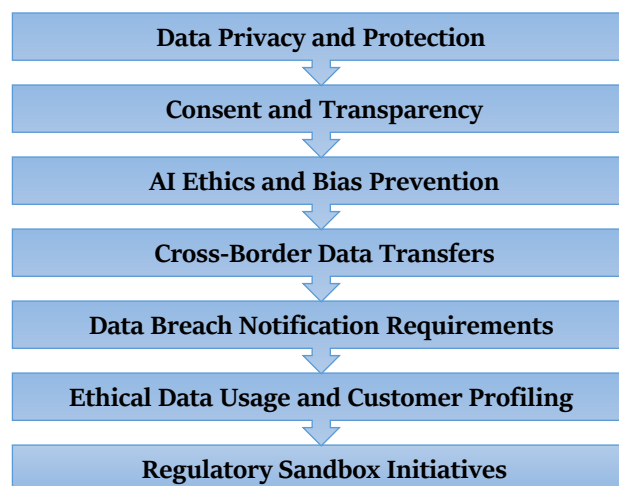 Data Privacy and Protection
Consent and Transparency
AI Ethics and Bias Prevention
Cross-Border Data Transfers
Data Breach Notification Requirements
Ethical Data Usage and Customer Profiling
Regulatory Sandbox Initiatives